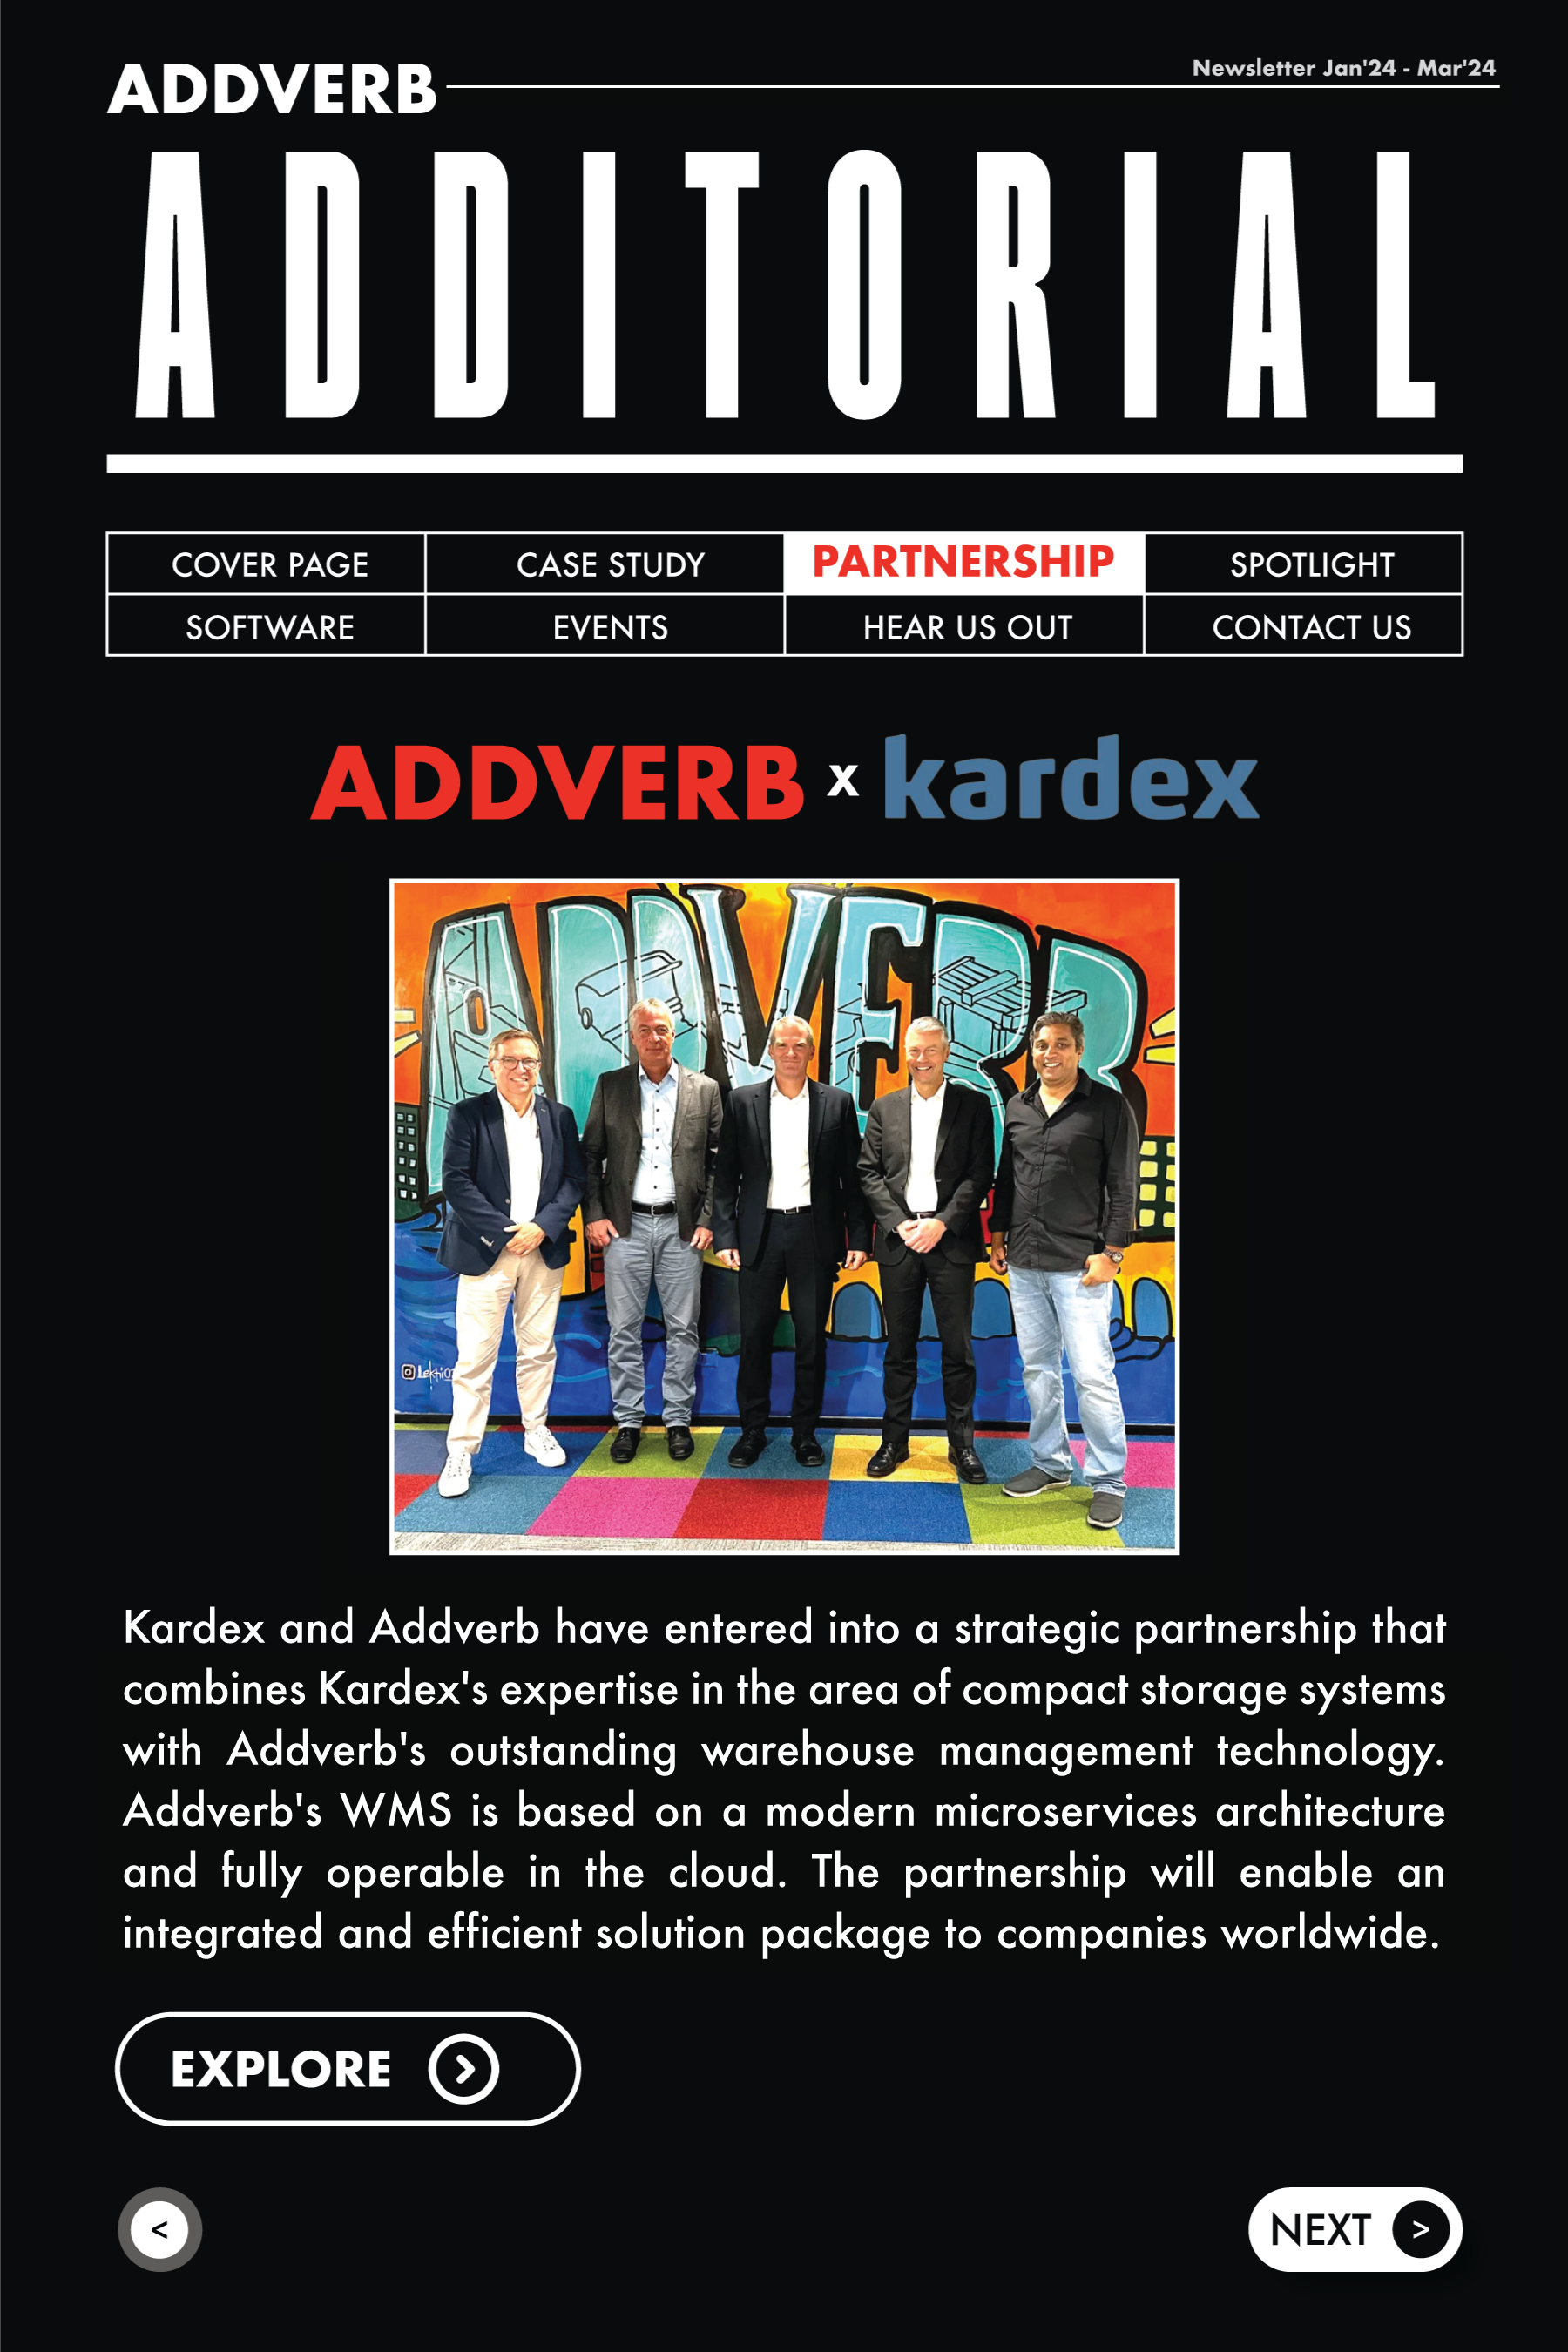 ADDVERB
Newsletter Jan'24 - Mar'24
ADDITORIAL
COVER PAGE
CASE STUDY
PARTNERSHIP
SPOTLIGHT
SOFTWARE
EVENTS
HEAR US OUT
CONTACT US
ADDVERB x kardex
ADDVERB
Kardex and Addverb have entered into a strategic partnership that
combines Kardex's expertise in the area of compact storage systems
with Addverb's outstanding warehouse management technology.
Addverb's WMS is based on a modern microservices architecture
and fully operable in the cloud. The partnership will enable an
integrated and efficient solution package to companies worldwide.
EXPLORE
<
NEXT >